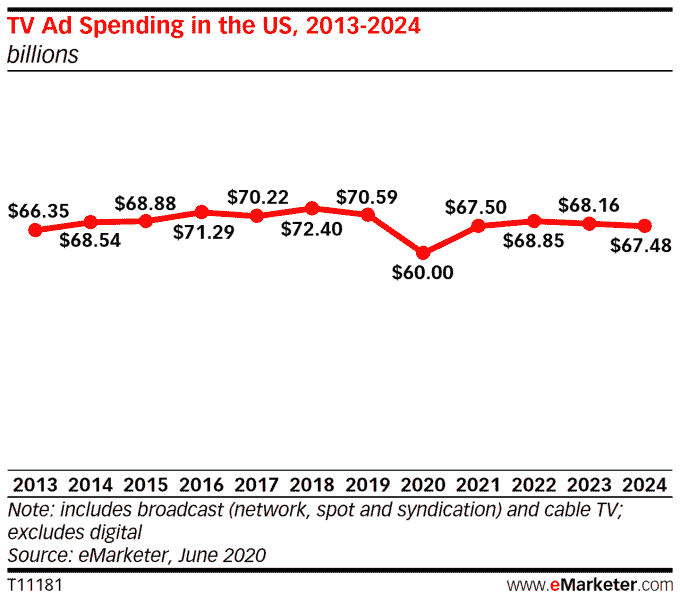 TV Ad Spending in the US, 2013-2024
billions
$66.35 $68.54 $68.88 $71.29 $70.22 $72.40 $70.59 $60.00 $67.50 $68.85 $68.16 $67.48
2013 2014 2015 2016 2017 2018 2019 2020 2021 2022 2023 2024
Note: includes broadcast (network, spot and syndication) and cable TV;
excludes digital
Source: eMarketer, June 2020
T11181 www.eMarketer.com